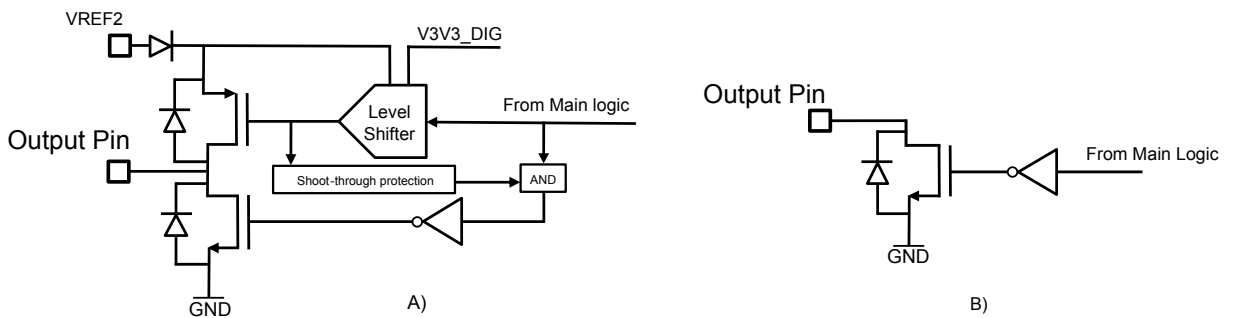 VREF2
V3V3_DIG
Level
Shifter
From Main logic
Output Pin
Shoot-through protection
AND
GND
A)
Output Pin
From Main Logic
GND
B)